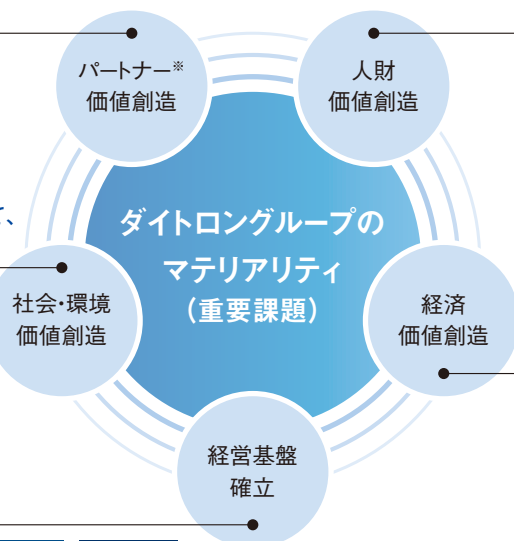 パートナー※
価値創造
人財
価値創造
て、
ダイトロングループの
マテリアリティ
（重要課題）
社会・環境
価値創造
経済
価値創造
経営基盤
確立